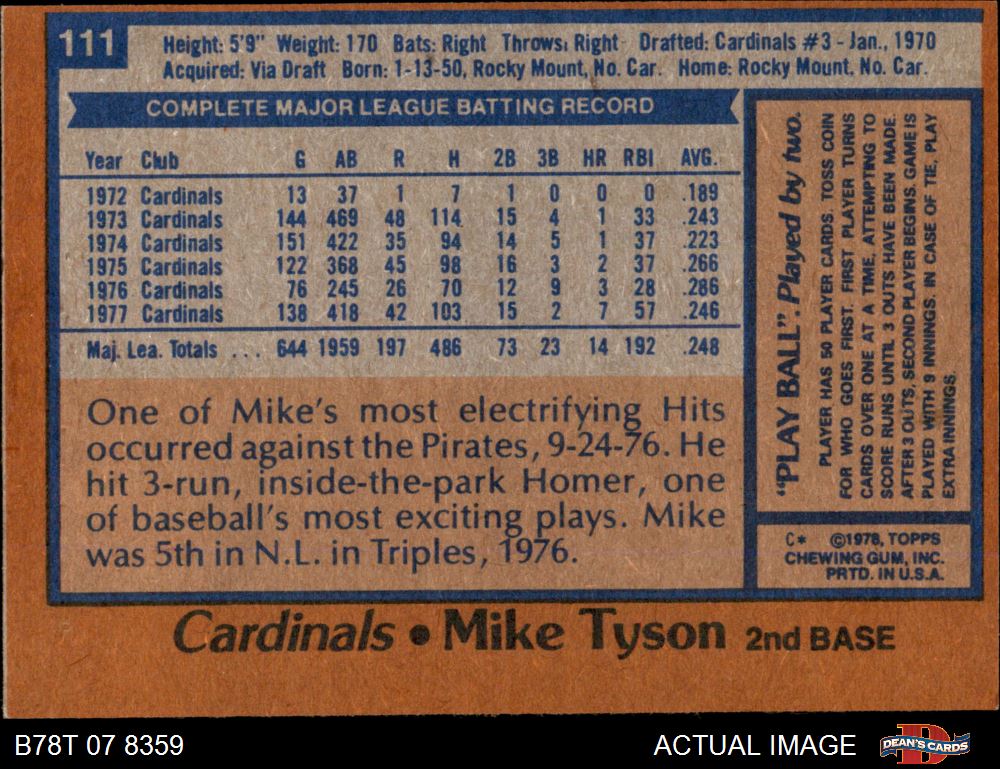 111
Height: 5'9" Weight: 170 Bats: Right Throws: Right Drafted: Cardinals #3 - Jan., 1970
Acquired: Via Draft Born: 1-13-50, Rocky Mount, No. Car. Home: Rocky Mount, No. Car.
COMPLETE MAJOR LEAGUE BATTING RECORD
Year Club G AB R H 2B 3B HR RBI AVG.
1972 Cardinals 13 37 1 7 1 0 0 0 .189
1973 Cardinals 144 469 48 114 15 4 1 33 .243
1974 Cardinals 151 422 35 94 14 5 1 37 .223
1975 Cardinals 122 368 45 98 16 3 2 37 .266
1976 Cardinals 76 245 26 70 12 9 3 28 .286
1977 Cardinals 138 418 42 103 15 2 7 57 .246
Maj. Lea. Totals ... 644 1959 197 486 73 23 14 192 .248
One of Mike's most electrifying Hits
occurred against the Pirates, 9-24-76. He
hit 3-run, inside-the-park Homer, one
of baseball's most exciting plays. Mike
was 5th in N.L. in Triples, 1976.
"PLAY BALL". Played by two.
PLAYER HAS 50 PLAYER CARDS. TOSS COIN
FOR WHO GOES FIRST. FIRST PLAYER TURNS
CARDS OVER ONE AT A TIME, ATTEMPTING TO
SCORE RUNS UNTIL 3 OUTS HAVE BEEN MADE.
AFTER 3 OUTS, SECOND PLAYER BEGINS. GAME IS
PLAYED WITH 9 INNINGS. IN CASE OF TIE, PLAY
EXTRA INNINGS.
C* ©1978, TOPPS
CHEWING GUM, INC.
PRTD. IN U.S.A.
Cardinals • Mike Tyson 2nd BASE
B78T 07 8359
ACTUAL IMAGE
DEAN'S CARDS